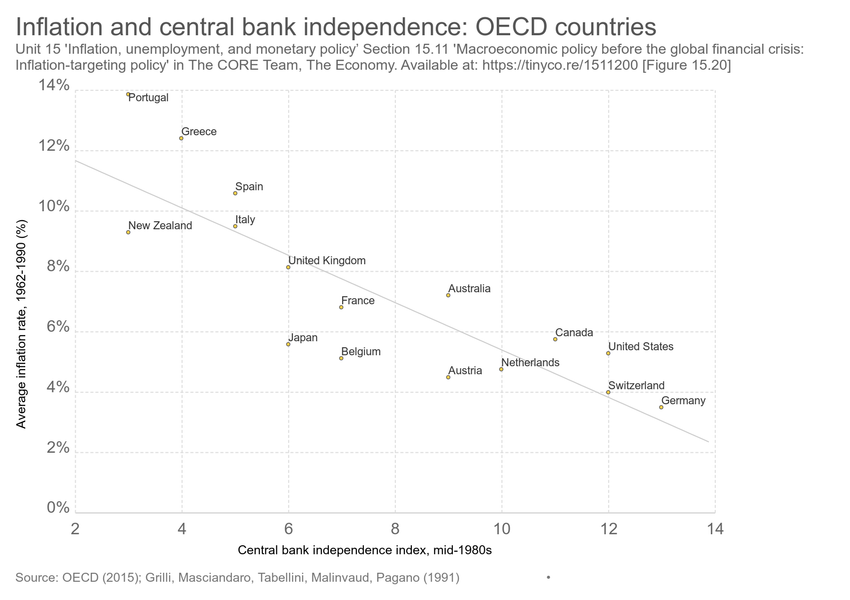 Inflation and central bank independence: OECD countries
Unit 15 'Inflation, unemployment, and monetary policy' Section 15.11 'Macroeconomic policy before the global financial crisis:
Inflation-targeting policy' in The CORE Team, The Economy. Available at: https://tinyco.re/1511200 [Figure 15.20]
14%
Portugal
Greece
12%
Spain
10%
Italy
New Zealand
United Kingdom
8%
Australia
France
6%
Canada
Japan
United States
Belgium
Netherlands
Austria
Switzerland
4%
Germany
2%
0%
2 4 6 8 10 12 14
Average inflation rate, 1962-1990 (%)
Central bank independence index, mid-1980s
Source: OECD (2015); Grilli, Masciandaro, Tabellini, Malinvaud, Pagano (1991)